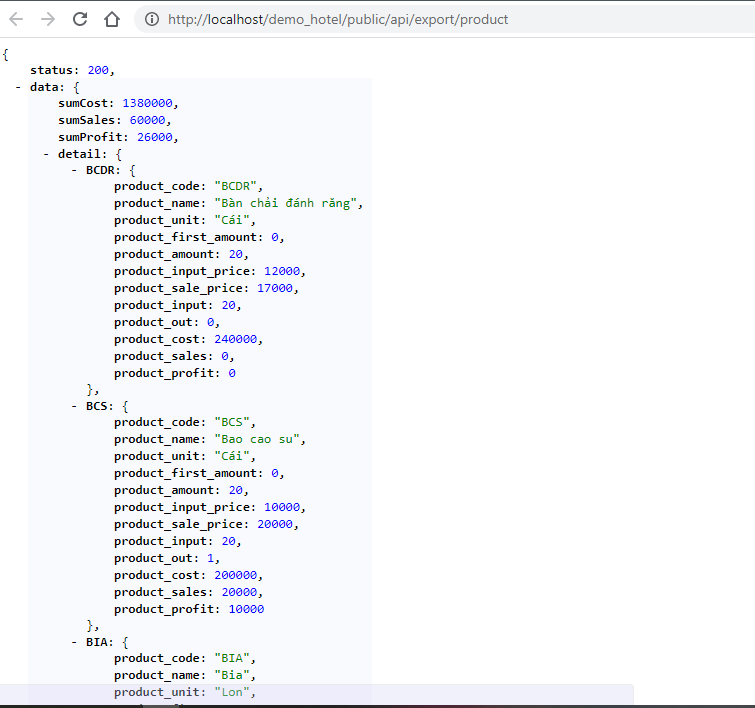 http://localhost/demo_hotel/public/api/export/product
{
status: 200,
- data: {
sumCost: 1380000,
sumSales: 60000,
sumProfit: 26000,
- detail: {
- BCDR: {
product_code: "BCDR",
product_name: "Bàn chải đánh răng",
product_unit: "Cái",
product_first_amount: 0,
product_amount: 20,
product_input_price: 12000,
product_sale_price: 17000,
product_input: 20,
product_out: 0,
product_cost: 240000,
product_sales: 0,
product_profit: 0
},
- BCS: {
product_code: "BCS",
product_name: "Bao cao su",
product_unit: "Cái",
product_first_amount: 0,
product_amount: 20,
product_input_price: 10000,
product_sale_price: 20000,
product_input: 20,
product_out: 1,
product_cost: 200000,
product_sales: 20000,
product_profit: 10000
},
- BIA: {
product_code: "BIA",
product_name: "Bia",
product_unit: "Lon",